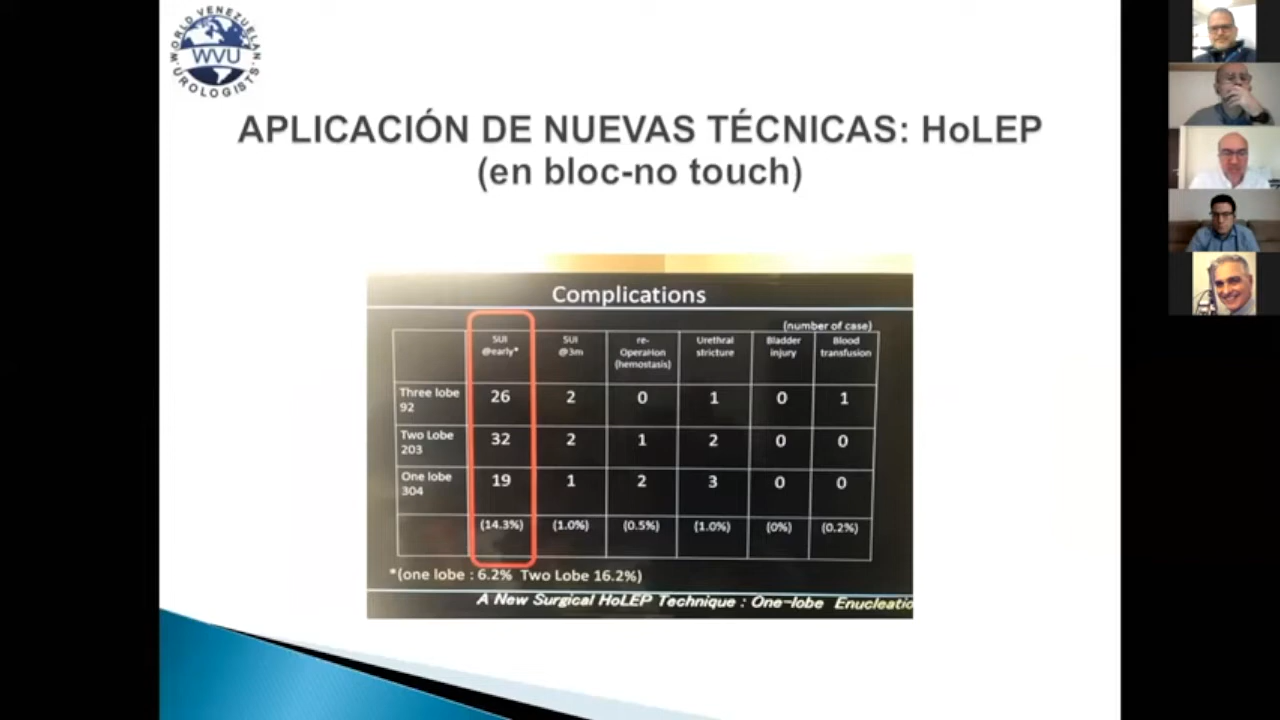 WORLD VENEZUELAN
WVU
UROLOGISTS
APLICACIÓN DE NUEVAS TÉCNICAS: HoLEP
(en bloc-no touch)
Complications
(number of case)
SUI @early* SUI @3m re-OperaHon (hemostasis) Urethral stricture Bladder injury Blood transfusion
Three lobe 92 26 2 0 1 0 1
Two Lobe 203 32 2 1 2 0 0
One lobe 304 19 1 2 3 0 0
(14.3%) (1.0%) (0.5%) (1.0%) (0%) (0.2%)
*(one lobe : 6.2% Two Lobe 16.2%)
A New Surgical HoLEP Technique : One-lobe Enucleatio